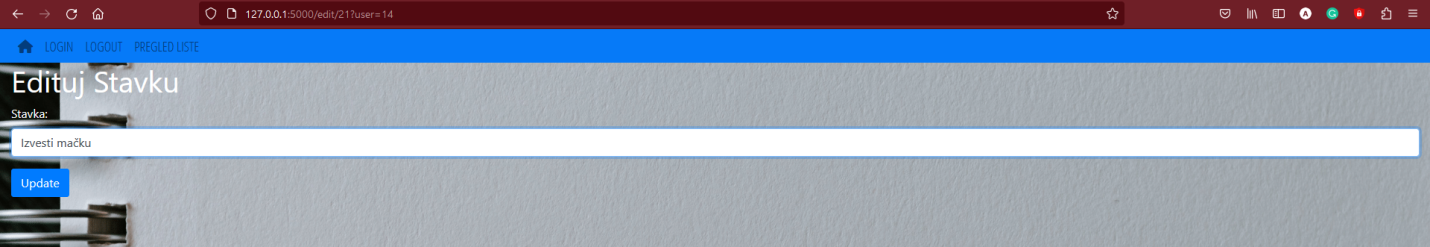 127.0.0.1:5000/edit/21?user=14
LOGIN LOGOUT PREGLED LISTE
Edituj Stavku
Stavka:
Izvesti mačku
Update